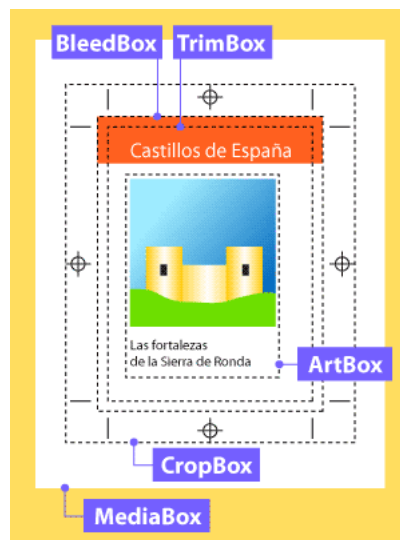 BleedBox TrimBox
Castillos de España
Las fortalezas
de la Sierra de Ronda
ArtBox
CropBox
MediaBox